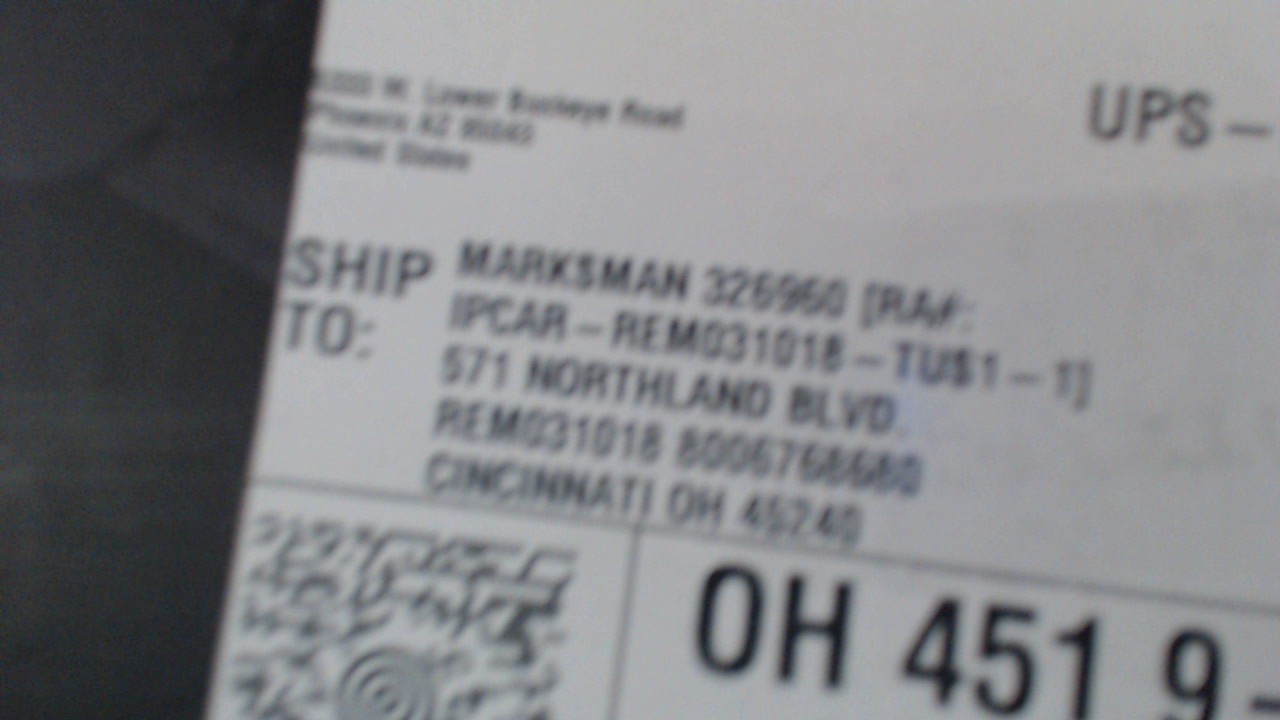 W. Lower Buckeye Road
Phoenix AZ 85043
United States
UPS –
SHIP TO:
MARKSMAN 326960 [RA#:
IPCAR – REM031018 – TUS1 – 1]
571 NORTHLAND BLVD.
REM031018 8006768680
CINCINNATI OH 45240
OH 451 9 –